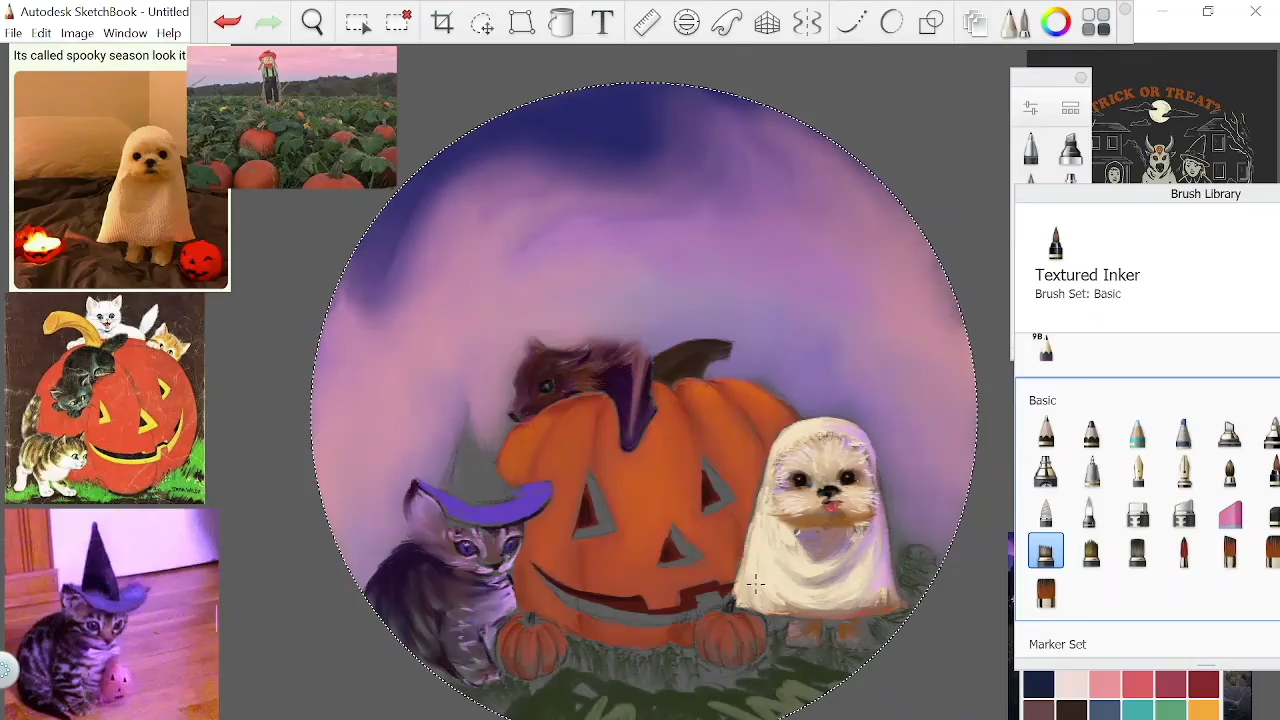 Autodesk SketchBook - Untitled
File Edit Image Window Help
T
Its called spooky season look it
TRICK OR TREAT?
Brush Library
Textured Inker
Brush Set: Basic
9B
Basic
Marker Set